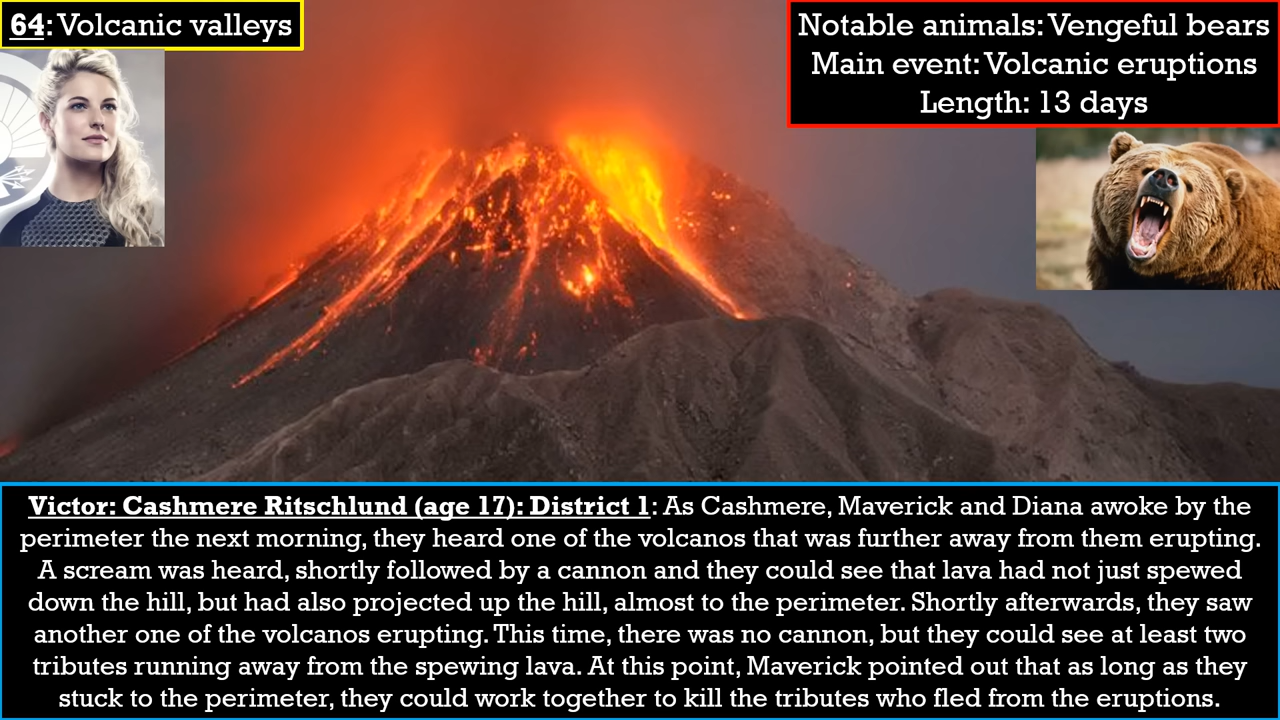 64: Volcanic valleys
Notable animals: Vengeful bears
Main event: Volcanic eruptions
Length: 13 days
Victor: Cashmere Ritschlund (age 17): District 1: As Cashmere, Maverick and Diana awoke by the
perimeter the next morning, they heard one of the volcanos that was further away from them erupting.
A scream was heard, shortly followed by a cannon and they could see that lava had not just spewed
down the hill, but had also projected up the hill, almost to the perimeter. Shortly afterwards, they saw
another one of the volcanos erupting. This time, there was no cannon, but they could see at least two
tributes running away from the spewing lava. At this point, Maverick pointed out that as long as they
stuck to the perimeter, they could work together to kill the tributes who fled from the eruptions.